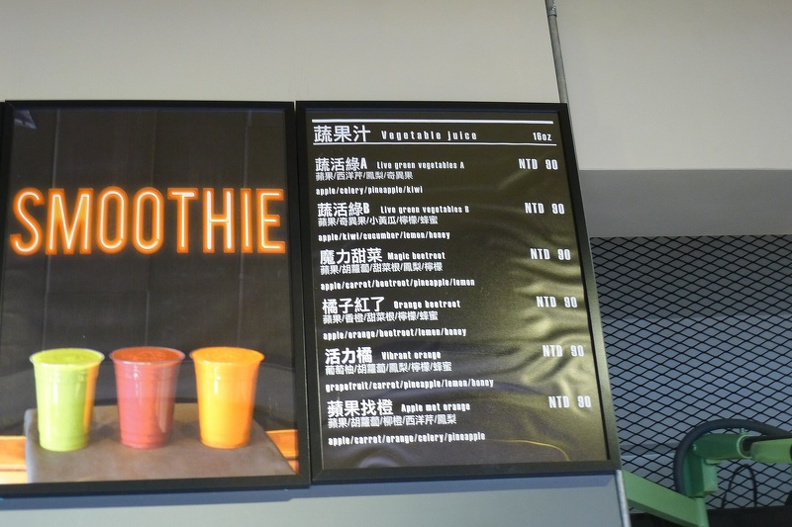 SMOOTHIE
蔬果汁 Vegetable juice 16oz
蔬活綠A Live green vegetables A NTD 90
蘋果/西洋芹/鳳梨/奇異果
apple/celery/pineapple/kiwi
蔬活綠B Live green vegetables B NTD 90
蘋果/奇異果/小黃瓜/檸檬/蜂蜜
apple/kiwi/cucumber/lemon/honey
魔力甜菜 Magic beetroot NTD 90
蘋果/胡蘿蔔/甜菜根/鳳梨/檸檬
apple/carrot/beetroot/pineapple/lemon
橘子紅了 Orange beetroot NTD 90
蘋果/香橙/甜菜根/檸檬/蜂蜜
apple/orange/beetroot/lemon/honey
活力橘 Vibrant orange NTD 90
葡萄柚/胡蘿蔔/鳳梨/檸檬/蜂蜜
grapefruit/carrot/pineapple/lemon/honey
蘋果找橙 Apple met orange NTD 90
蘋果/胡蘿蔔/柳橙/西洋芹/鳳梨
apple/carrot/orange/celery/pineapple